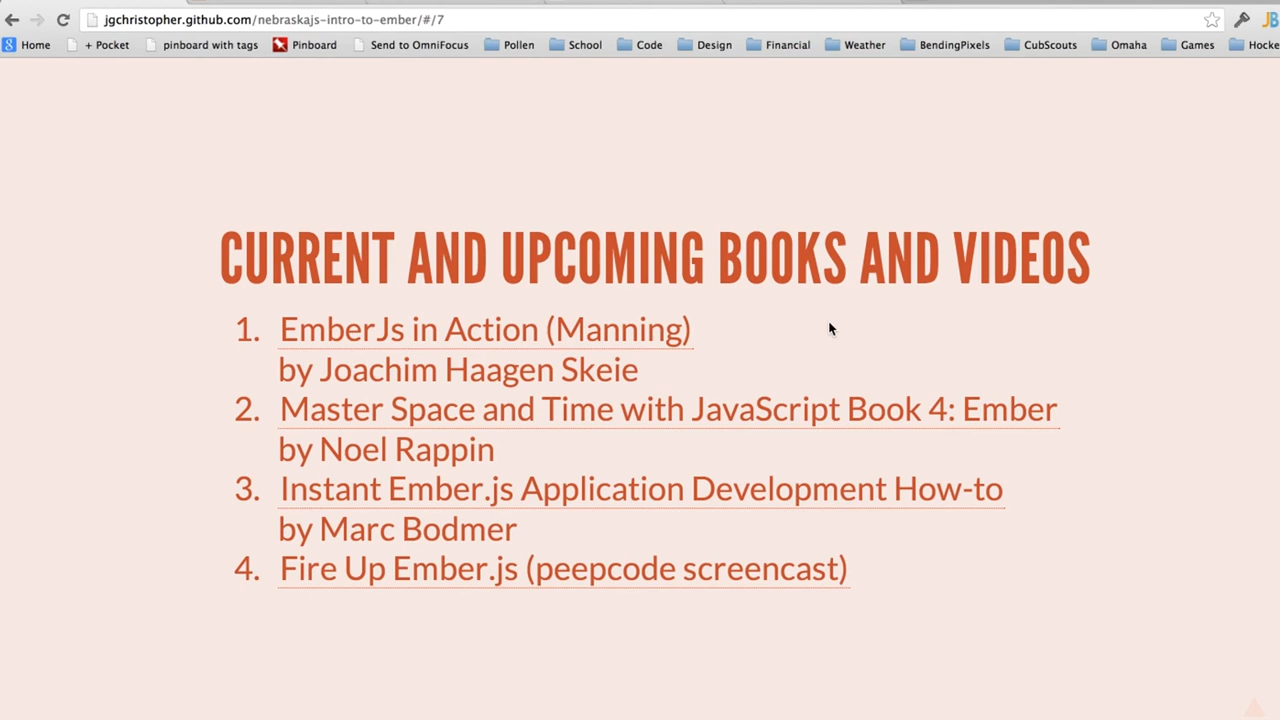 jgchristopher.github.com/nebraskajs-intro-to-ember/#/7
Home + Pocket pinboard with tags Pinboard Send to OmniFocus Pollen School Code Design Financial Weather BendingPixels CubScouts Omaha Games Hocke
CURRENT AND UPCOMING BOOKS AND VIDEOS
1. EmberJs in Action (Manning)
by Joachim Haagen Skeie
2. Master Space and Time with JavaScript Book 4: Ember
by Noel Rappin
3. Instant Ember.js Application Development How-to
by Marc Bodmer
4. Fire Up Ember.js (peepcode screencast)